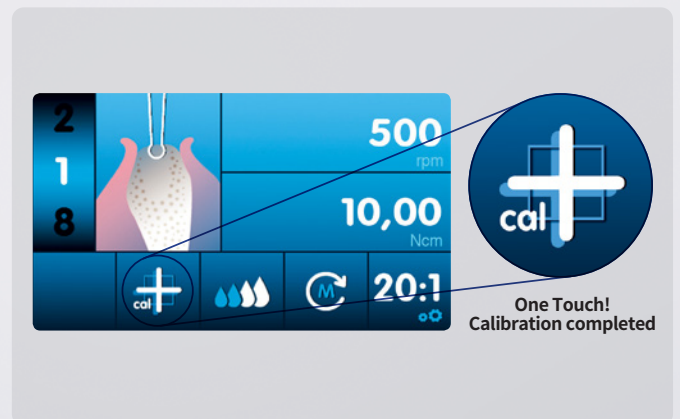 2
1
8
500
rpm
10,00
Ncm
cal
M
20:1
cal
One Touch!
Calibration completed